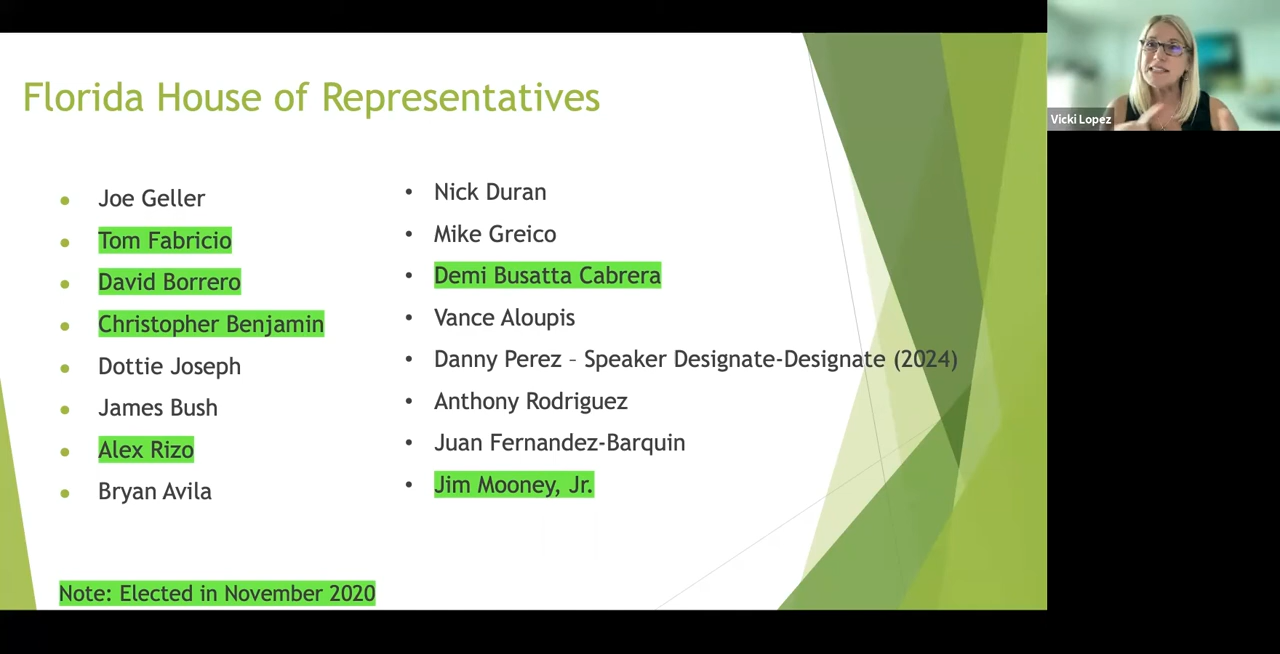 Florida House of Representatives
Joe Geller
Tom Fabricio
David Borrero
Christopher Benjamin
Dottie Joseph
James Bush
Alex Rizo
Bryan Avila
Nick Duran
Mike Greico
Demi Busatta Cabrera
Vance Aloupis
Danny Perez – Speaker Designate-Designate (2024)
Anthony Rodriguez
Juan Fernandez-Barquin
Jim Mooney, Jr.
Note: Elected in November 2020
Vicki Lopez